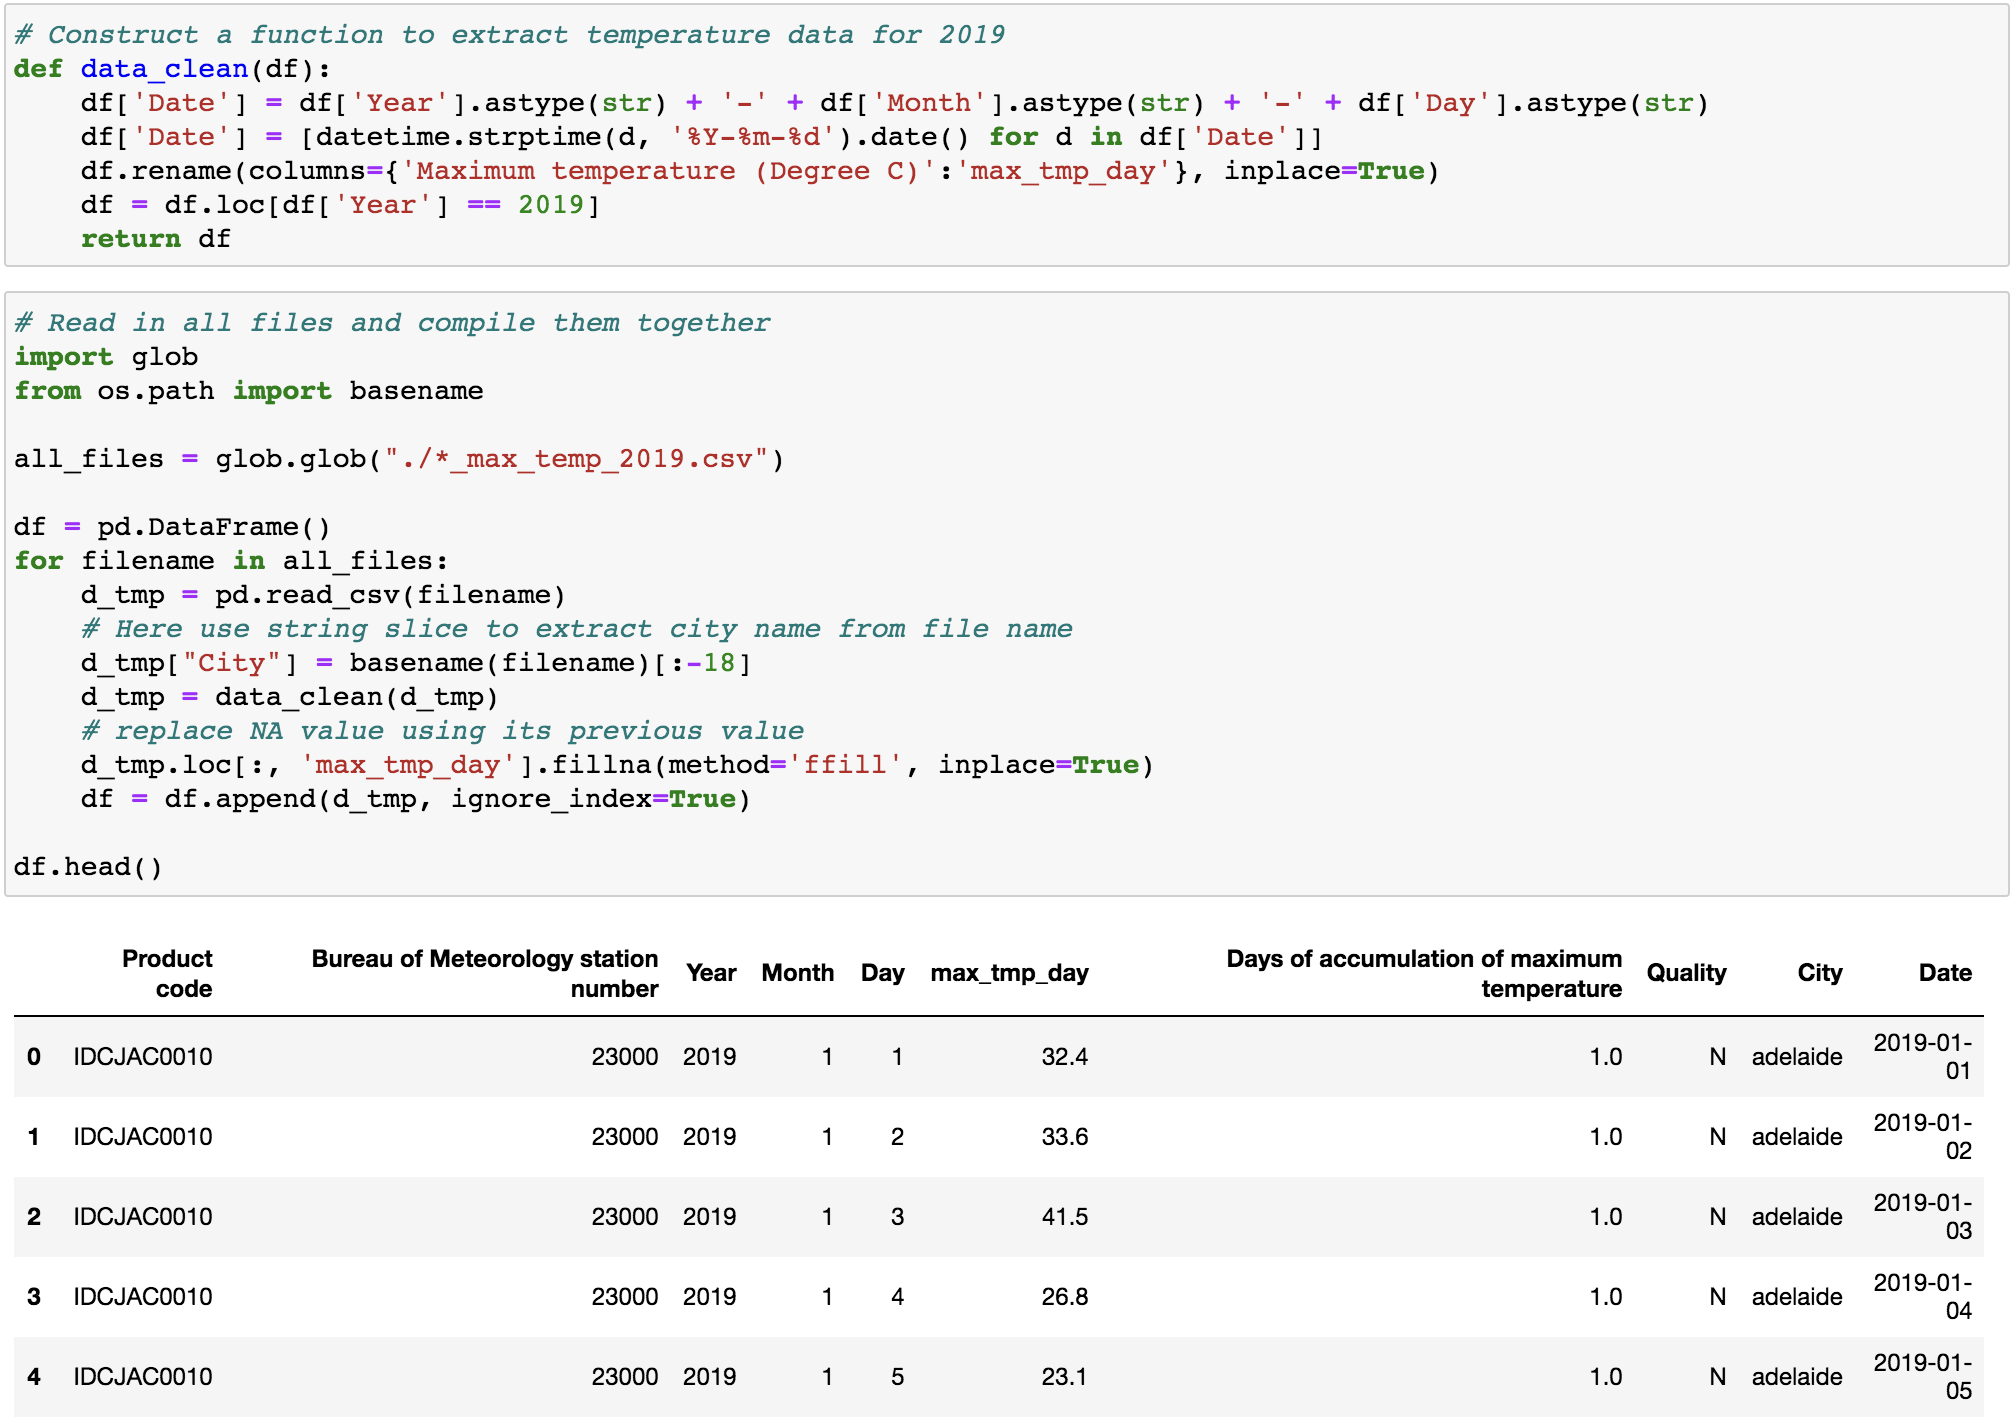 # Construct a function to extract temperature data for 2019
def data_clean(df):
    df['Date'] = df['Year'].astype(str) + '-' + df['Month'].astype(str) + '-' + df['Day'].astype(str)
    df['Date'] = [datetime.strptime(d, '%Y-%m-%d').date() for d in df['Date']]
    df.rename(columns={'Maximum temperature (Degree C)':'max_tmp_day'}, inplace=True)
    df = df.loc[df['Year'] == 2019]
    return df
# Read in all files and compile them together
import glob
from os.path import basename
all_files = glob.glob("./*_max_temp_2019.csv")
df = pd.DataFrame()
for filename in all_files:
    d_tmp = pd.read_csv(filename)
    # Here use string slice to extract city name from file name
    d_tmp["City"] = basename(filename)[:-18]
    d_tmp = data_clean(d_tmp)
    # replace NA value using its previous value
    d_tmp.loc[:, 'max_tmp_day'].fillna(method='ffill', inplace=True)
    df = df.append(d_tmp, ignore_index=True)
df.head()
Product code Bureau of Meteorology station number Year Month Day max_tmp_day Days of accumulation of maximum temperature Quality City Date
0 IDCJAC0010 23000 2019 1 1 32.4 1.0 N adelaide 2019-01-01
1 IDCJAC0010 23000 2019 1 2 33.6 1.0 N adelaide 2019-01-02
2 IDCJAC0010 23000 2019 1 3 41.5 1.0 N adelaide 2019-01-03
3 IDCJAC0010 23000 2019 1 4 26.8 1.0 N adelaide 2019-01-04
4 IDCJAC0010 23000 2019 1 5 23.1 1.0 N adelaide 2019-01-05